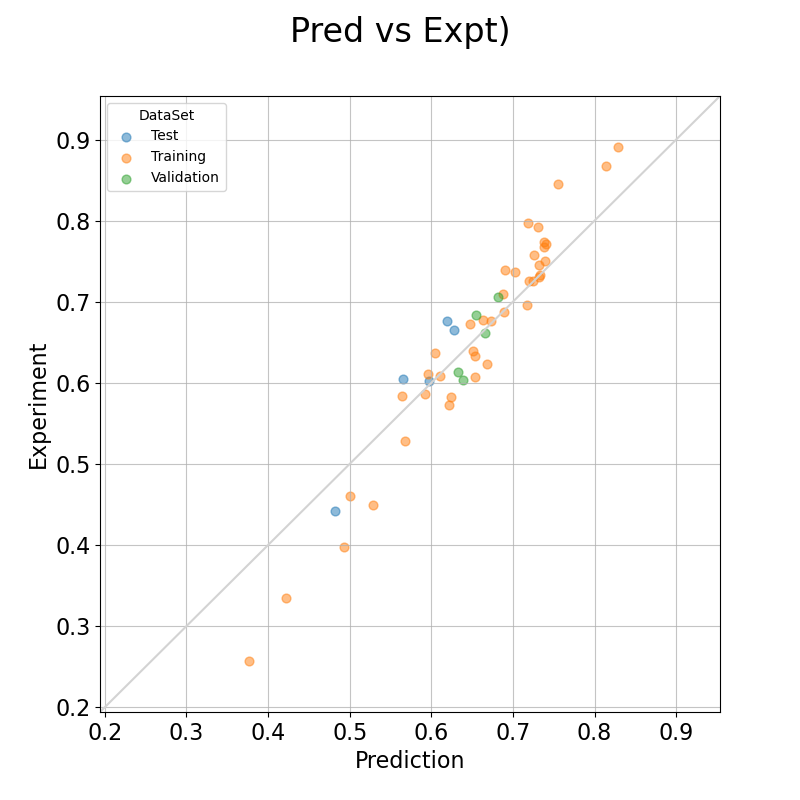 Pred vs Expt)
DataSet
Test
Training
Validation
0.9
0.8
0.7
0.6
0.5
0.4
0.3
0.2
Experiment
0.2 0.3 0.4 0.5 0.6 0.7 0.8 0.9
Prediction